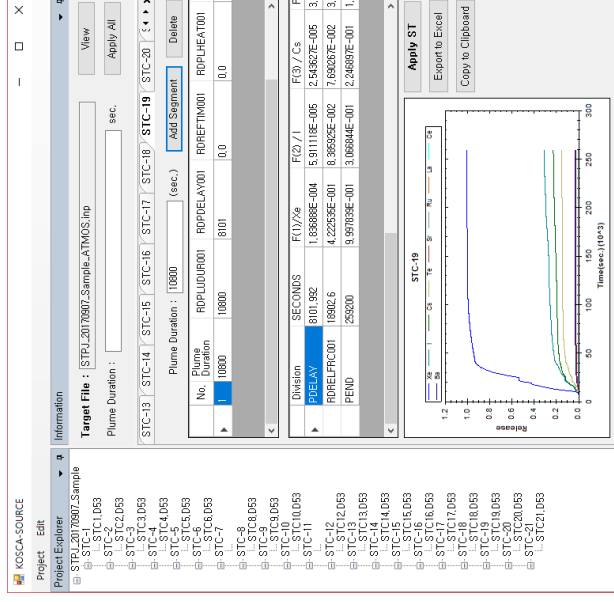 KOSCA-SOURCE
Project Edit
Project Explorer
STPJ_20170907_Sample
STC-1
STC1,D53
STC-2
STC2,D53
STC-3
STC3,D53
STC-4
STC4,D53
STC-5
STC5,D53
STC-6
STC6,D53
STC-7
STC-8
STC8,D53
STC-9
STC9,D53
STC-10
STC10,D53
STC-11
STC-12
STC12,D53
STC-13
STC13,D53
STC-14
STC14,D53
STC-15
STC15,D53
STC-16
STC16,D53
STC-17
STC17,D53
STC-18
STC18,D53
STC-19
STC19,D53
STC-20
STC20,D53
STC-21
STC21,D53
Information
Target File : STPJ_20170907_Sample_ATMOS.inp View
Plume Duration : sec. Apply All
STC-13 STC-14 STC-15 STC-16 STC-17 STC-18 STC-19 STC-20
Plume Duration : 10800 (sec.) Add Segment Delete
No. Plume Duration RDPLUDUR001 RDPDELAY001 RDREFTIM001 RDPLHEAT001
1 10800 10800 8101 0,0 0,0
Division SECONDS F(1)/Xe F(2) / I F(3) / Cs
PDELAY 8101,992 1,836888E-004 5,911118E-005 2,543627E-005 3,
RDRELFRC001 18902,6 4,222535E-001 8,385925E-002 7,690267E-002 3,
PEND 259200 9,997839E-001 3,066844E-001 2,246897E-001 1,
STC-19
Xe I Cs Te Sr Ru La Ce
Ba
1.2
1.0
0.8
0.6
0.4
0.2
0.0
Release
0 50 100 150 200 250 300
Time(sec.)(10^3)
Apply ST
Export to Excel
Copy to Clipboard